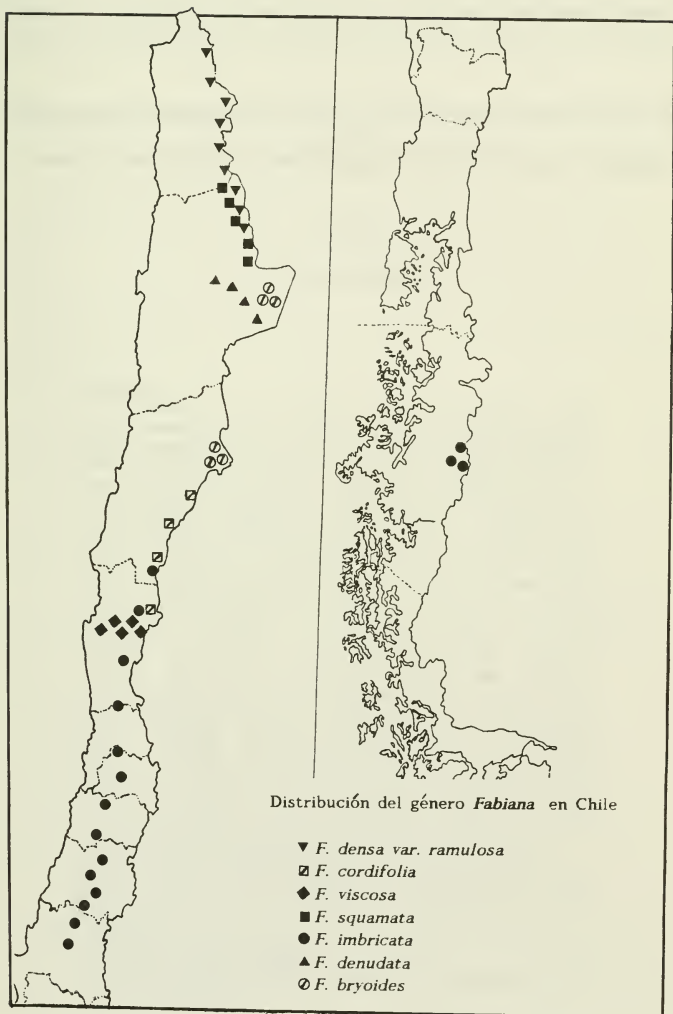 Distribución del género Fabiana en Chile
F. densa var. ramulosa
F. cordifolia
F. viscosa
F. squamata
F. imbricata
F. denudata
F. bryoides